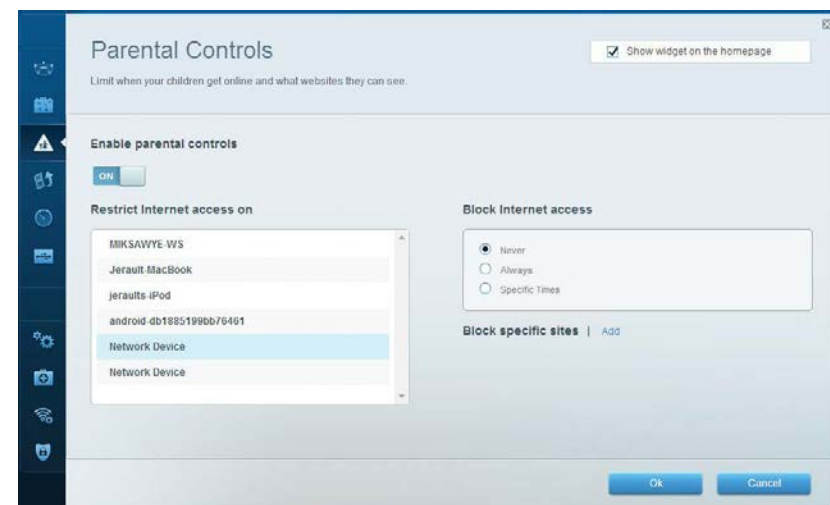 Parental Controls
Show widget on the homepage
Limit when your children get online and what websites they can see.
Enable parental controls
ON
Restrict Internet access on
MIKSAWYE-WS
Jerault-MacBook
jeraults-iPod
android-db1885199bb76461
Network Device
Network Device
Block Internet access
Never
Always
Specific Times
Block specific sites | Add
Ok
Cancel